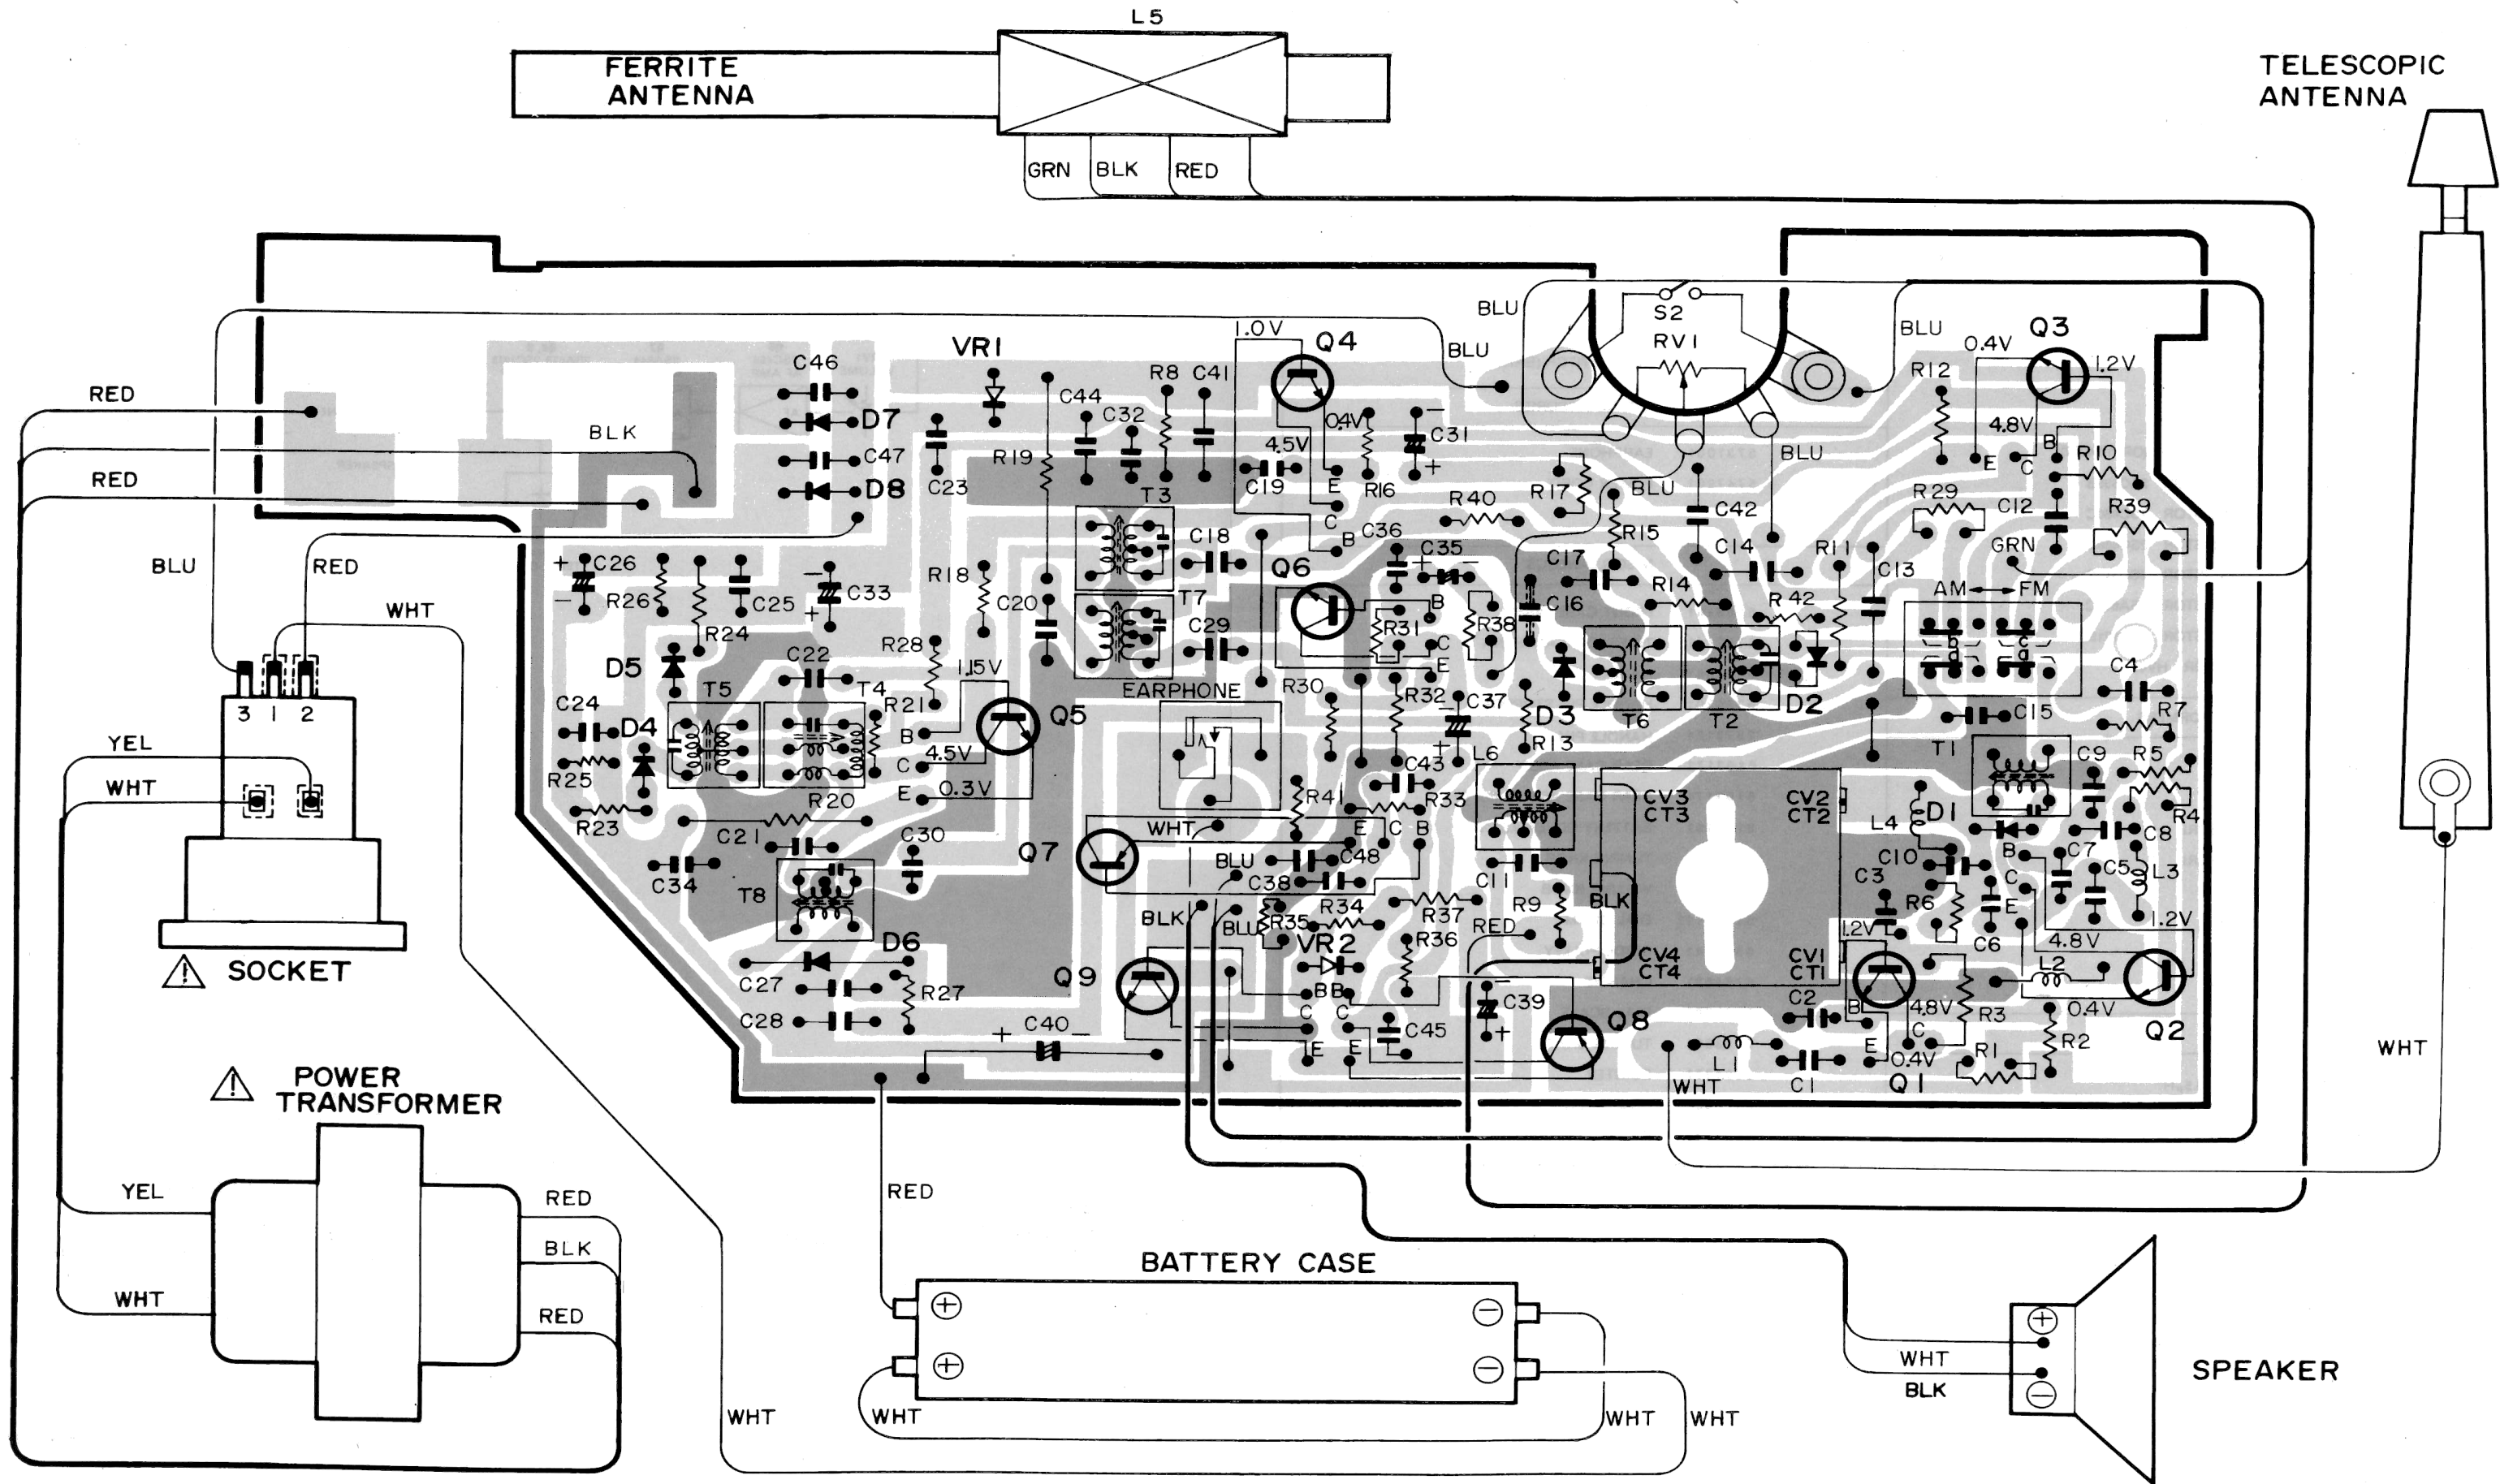 L5
FERRITE
ANTENNA
TELESCOPIC
ANTENNA
GRN BLK RED
S2
RV1
BLU
BLU
BLU
1.0V
Q4
Q3
0.4V
1.2V
VR1
C46
R8 C41
R12
RED
D7
C44
C32
0.4V
C31
−
+
4.8V
BLK
C47
R19
4.5V
BLU
B
E
C
R10
RED
D8
C23
T3
C19
E
R16
R17
BLU
R40
C
C42
R29
C12
R39
C36
B
R15
GRN
BLU
RED
+
C26
−
R26
C25
−
C33
+
R18
C18
Q6
+
C35
−
C17
C14
R11
C13
R14
AM FM
WHT
R24
C20
T7
B
R31
R38
C16
R42
b a
R28
C29
C
E
D5
C22
1.15V
EARPHONE
R30
R32
C37
−
+
D3
R13
T6
T2
D2
C4
3 1 2
C24
T5
T4
R21
Q5
C15
R7
D4
B
4.5V
C
L6
T1
C9
R5
YEL
R25
C43
WHT
R20
E
0.3V
R41
R33
CV3
CT3
CV2
CT2
L4
D1
R4
R23
C21
C30
WHT
E C B
C8
Q7
BLU
C48
C10
B
C7
C5
L3
C34
C38
C11
C3
C
T8
BLK
R34
R37
R9
BLK
R6
E
BLU
R35
RED
1.2V
C6
1.2V
SOCKET
D6
VR2
R36
CV4
CT4
CV1
CT1
4.8V
L2
C27
R27
Q9
B B
−
C39
+
C28
C C
C2
B
4.8V
R3
0.4V
Q2
+ C40 −
C45
Q8
C
R2
E E
L1
C1
E
0.4V
R1
Q1
WHT
WHT
POWER
TRANSFORMER
YEL
RED
RED
BLK
BATTERY CASE
WHT
RED
+ −
+ −
+
WHT
BLK
−
SPEAKER
WHT
WHT
WHT
WHT